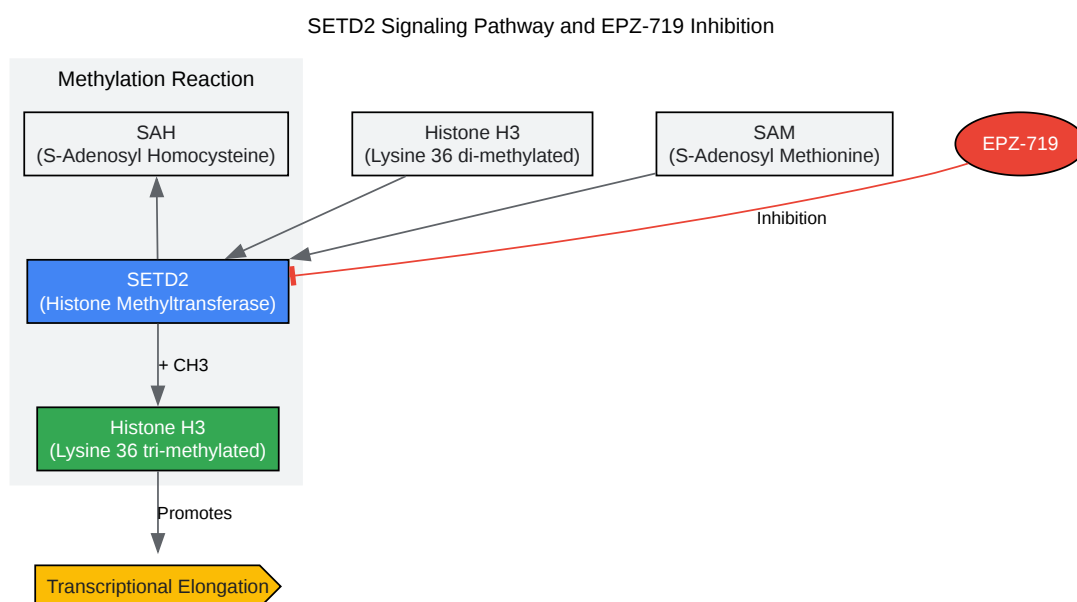 SETD2 Signaling Pathway and EPZ-719 Inhibition
Methylation Reaction
SAH
(S-Adenosyl Homocysteine)
Histone H3
(Lysine 36 di-methylated)
SAM
(S-Adenosyl Methionine)
EPZ-719
Inhibition
SETD2
(Histone Methyltransferase)
+ CH3
Histone H3
(Lysine 36 tri-methylated)
Promotes
Transcriptional Elongation